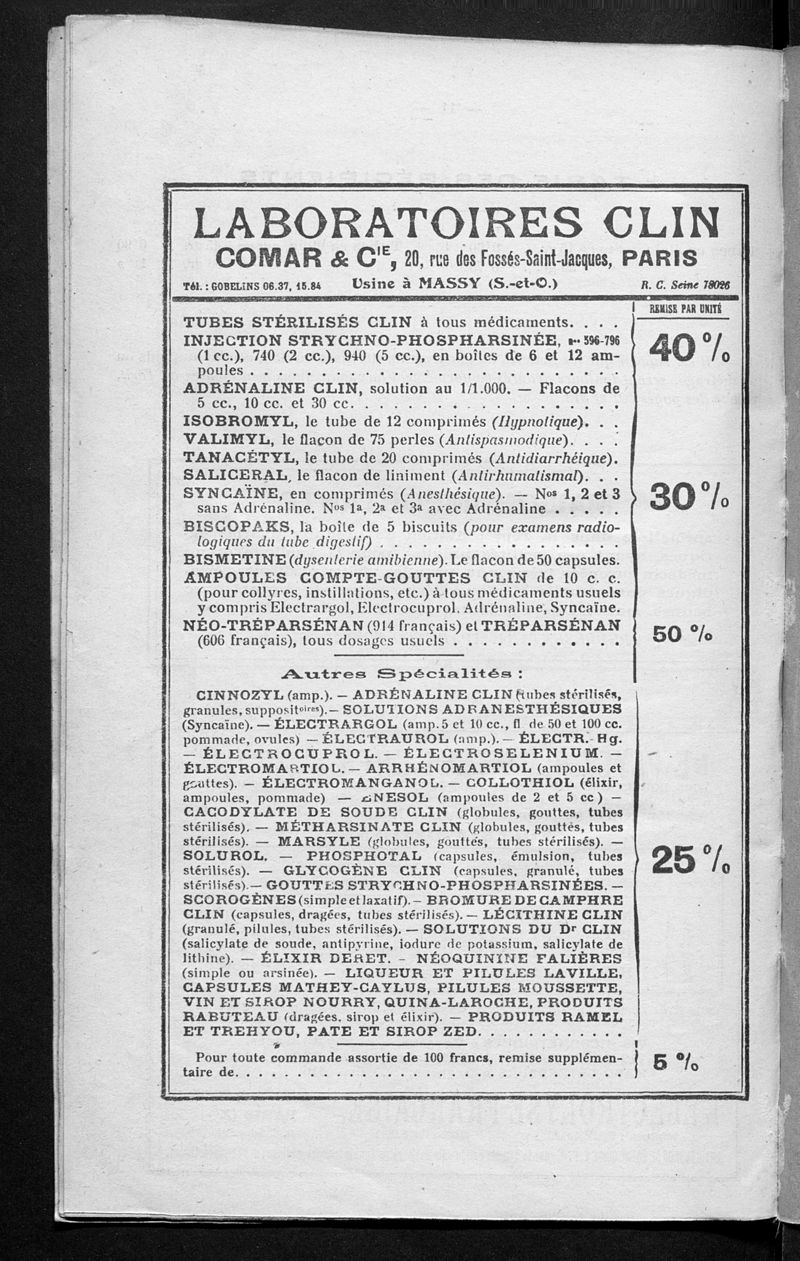 LABORATOIRES CLIN
COMAR & CIE, 20, rue des Fossés-Saint-Jacques, PARIS
Tél. : GOBELINS 06.37, 15.84 Usine à MASSY (S.-et-O.) R. C. Seine 78026
REMISE PAR UNITÉ
TUBES STÉRILISÉS CLIN à tous médicaments. . . .
INJECTION STRYCHNO-PHOSPHARSINÉE, 596-796
(1 cc.), 740 (2 cc.), 940 (5 cc.), en boîtes de 6 et 12 am-
poules . . . . . . . . . . . . . . . . . . . . . . . .
40 %
ADRÉNALINE CLIN, solution au 1/1.000. — Flacons de
5 cc., 10 cc. et 30 cc. . . . . . . . . . . . . . . . .
ISOBROMYL, le tube de 12 comprimés (Hypnotique). . .
VALIMYL, le flacon de 75 perles (Antispasmodique). . . .
TANACÉTYL, le tube de 20 comprimés (Antidiarrhéique).
SALICERAL, le flacon de liniment (Antirhumatismal). . .
SYNCAÏNE, en comprimés (Anesthésique). — Nos 1, 2 et 3
sans Adrénaline. Nos 1a, 2a et 3a avec Adrénaline . . . . .
BISCOPAKS, la boîte de 5 biscuits (pour examens radio-
logiques du tube digestif) . . . . . . . . . . . . . . . .
BISMETINE (dysenterie amibienne). Le flacon de 50 capsules.
AMPOULES COMPTE-GOUTTES CLIN de 10 c. c.
(pour collyres, instillations, etc.) à tous médicaments usuels
y compris Electrargol, Electrocuprol, Adrénaline, Syncaïne.
30 %
NÉO-TRÉPARSÉNAN (914 français) et TRÉPARSÉNAN
(606 français), tous dosages usuels . . . . . . . . . . . .
50 %
Autres Spécialités :
CINNOZYL (amp.). — ADRÉNALINE CLIN (tubes stérilisés,
granules, suppositoires). — SOLUTIONS ADRANESTHÉSIQUES
(Syncaïne). — ÉLECTRARGOL (amp. 5 et 10 cc., fl de 50 et 100 cc.
pommade, ovules) — ÉLECTRAUROL (amp.). — ÉLECTR.-Hg.
— ÉLECTROCUPROL. — ÉLECTROSELENIUM. —
ÉLECTROMARTIOL. — ARRHÉNOMARTIOL (ampoules et
gouttes). — ÉLECTROMANGANOL. — COLLOTHIOL (élixir,
ampoules, pommade) — ENESOL (ampoules de 2 et 5 cc) —
CACODYLATE DE SOUDE CLIN (globules, gouttes, tubes
stérilisés). — MÉTHARSINATE CLIN (globules, gouttes, tubes
stérilisés). — MARSYLE (globules, gouttes, tubes stérilisés). —
SOLUROL. — PHOSPHOTAL (capsules, émulsion, tubes
stérilisés). — GLYCOGÈNE CLIN (capsules, granulé, tubes
stérilisés). — GOUTTES STRYCHNO-PHOSPHARSINÉES. —
SCOROGÈNES (simple et laxatif). — BROMURE DE CAMPHRE
CLIN (capsules, dragées, tubes stérilisés). — LÉCITHINE CLIN
(granulé, pilules, tubes stérilisés). — SOLUTIONS DU Dr CLIN
(salicylate de soude, antipyrine, iodure de potassium, salicylate de
lithine). — ÉLIXIR DERET. — NÉOQUININE FALIÈRES
(simple ou arsinée). — LIQUEUR ET PILULES LAVILLE,
CAPSULES MATHEY-CAYLUS, PILULES MOUSSETTE,
VIN ET SIROP NOURRY, QUINA-LAROCHE, PRODUITS
RABUTEAU (dragées, sirop et élixir). — PRODUITS RAMEL
ET TREHYOU, PATE ET SIROP ZED. . . . . . . . . . . .
25 %
Pour toute commande assortie de 100 francs, remise supplémen-
taire de. . . . . . . . . . . . . . . . . . . . . . . . . .
5 %